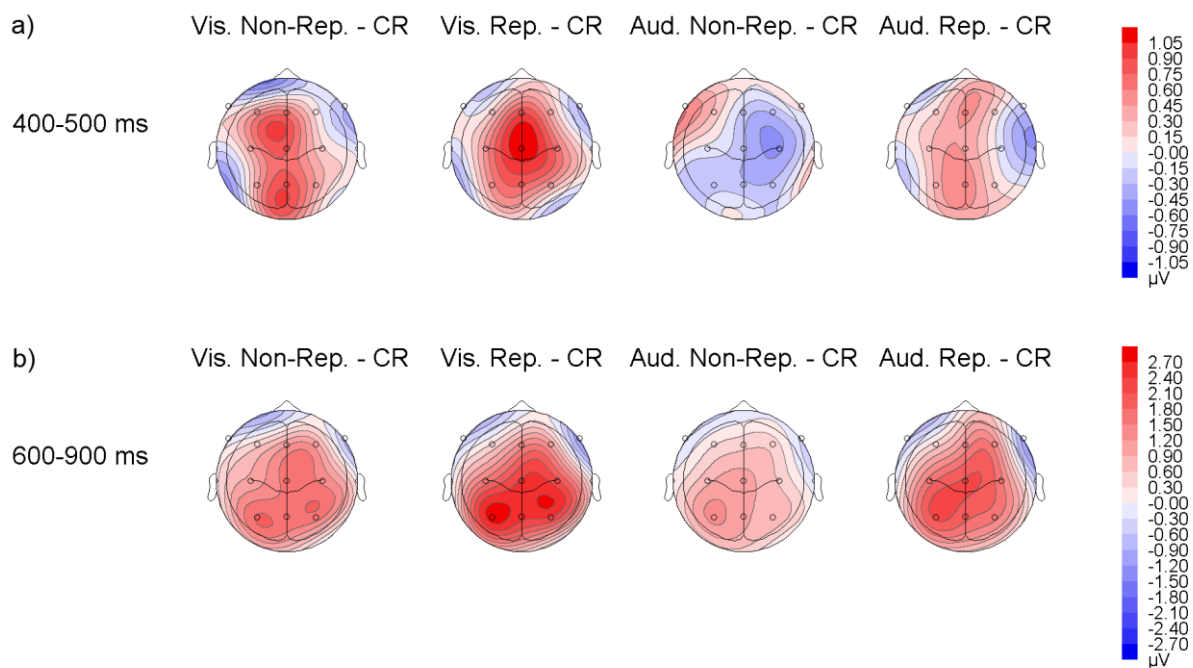 a)
Vis. Non-Rep. - CR
Vis. Rep. - CR
Aud. Non-Rep. - CR
Aud. Rep. - CR
400-500 ms
1.05
0.90
0.75
0.60
0.45
0.30
0.15
-0.00
-0.15
-0.30
-0.45
-0.60
-0.75
-0.90
-1.05
µV
b)
Vis. Non-Rep. - CR
Vis. Rep. - CR
Aud. Non-Rep. - CR
Aud. Rep. - CR
600-900 ms
2.70
2.40
2.10
1.80
1.50
1.20
0.90
0.60
0.30
-0.00
-0.30
-0.60
-0.90
-1.20
-1.50
-1.80
-2.10
-2.40
-2.70
µV